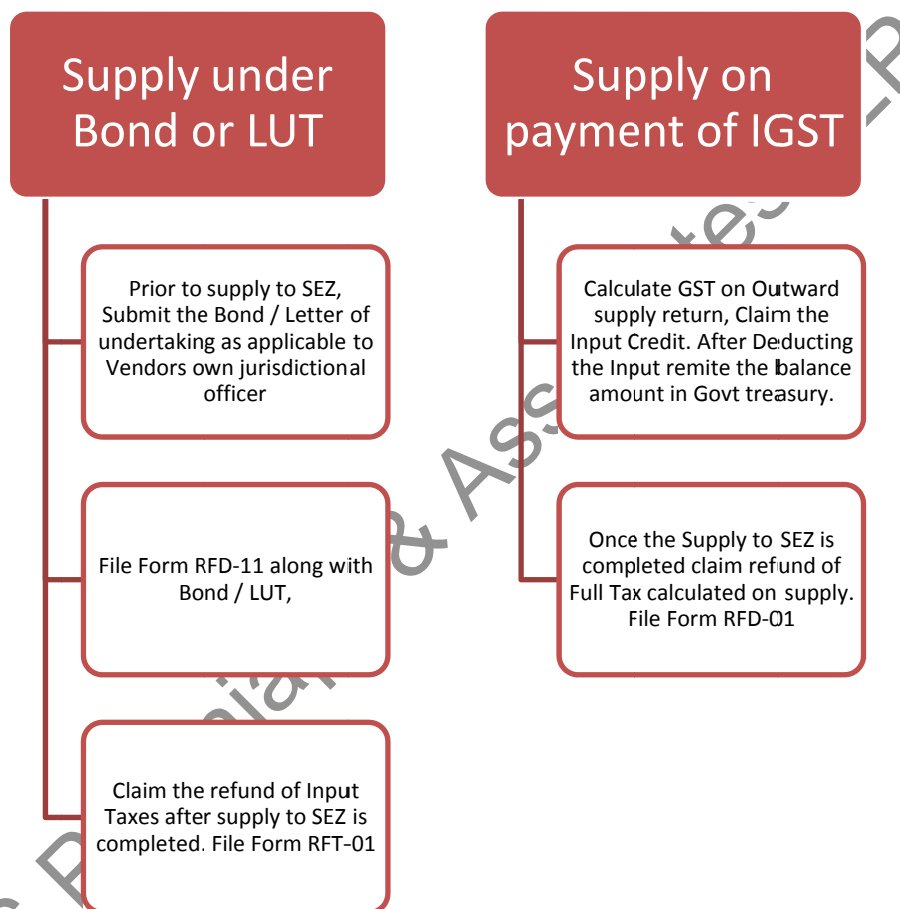 Supply under
Bond or LUT
Prior to supply to SEZ,
Submit the Bond / Letter of
undertaking as applicable to
Vendors own jurisdictional
officer
File Form RFD-11 along with
Bond / LUT,
Claim the refund of Input
Taxes after supply to SEZ is
completed. File Form RFT-01
Supply on
payment of IGST
Calculate GST on Outward
supply return, Claim the
Input Credit. After Deducting
the Input remite the balance
amount in Govt treasury.
Once the Supply to SEZ is
completed claim refund of
Full Tax calculated on supply.
File Form RFD-01